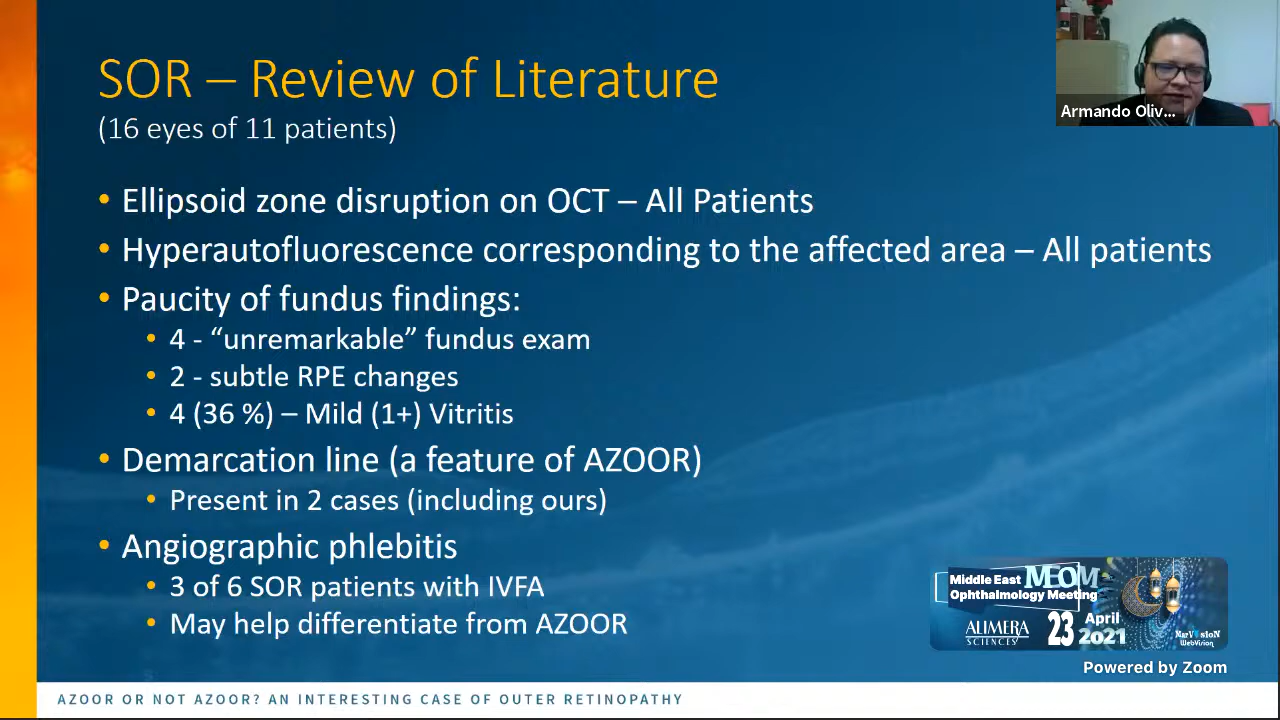 SOR – Review of Literature
(16 eyes of 11 patients)
Armando Oliv...
• Ellipsoid zone disruption on OCT – All Patients
• Hyperautofluorescence corresponding to the affected area – All patients
• Paucity of fundus findings:
• 4 - “unremarkable” fundus exam
• 2 - subtle RPE changes
• 4 (36 %) – Mild (1+) Vitritis
• Demarcation line (a feature of AZOOR)
• Present in 2 cases (including ours)
• Angiographic phlebitis
• 3 of 6 SOR patients with IVFA
• May help differentiate from AZOOR
Middle East MEOM
Ophthalmology Meeting
ALIMERA
SCIENCES
23 April
2021
MarVision
WebVision
Powered by Zoom
AZOOR OR NOT AZOOR? AN INTERESTING CASE OF OUTER RETINOPATHY